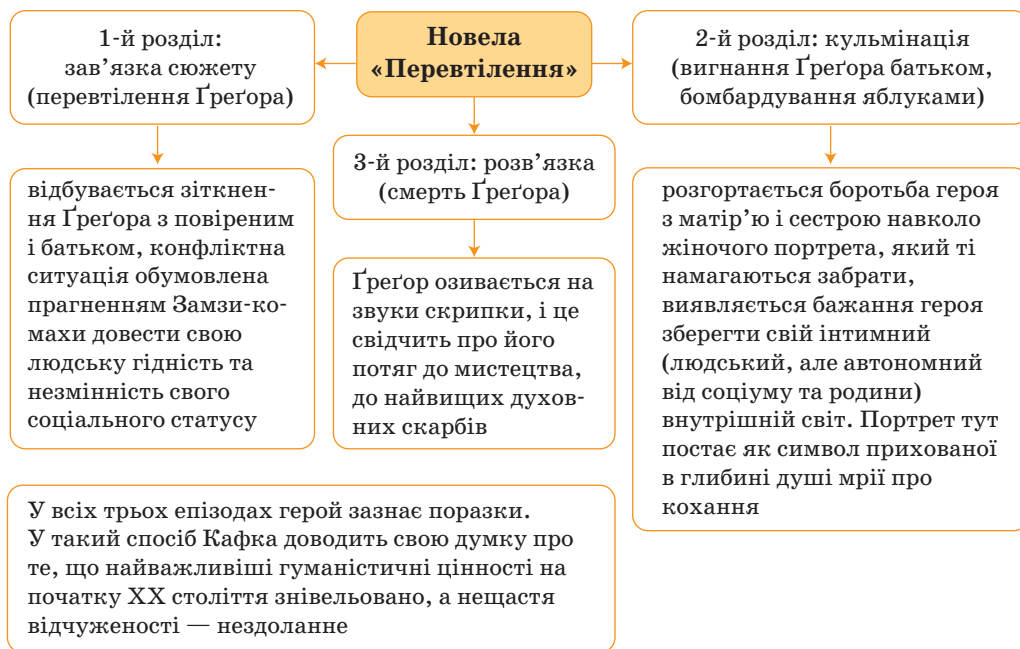 Новела
«Перевтілення»
1-й розділ:
зав’язка сюжету
(перевтілення Ґреґора)
відбувається зіткнен-
ня Ґреґора з повіреним
і батьком, конфліктна
ситуація обумовлена
прагненням Замзи-ко-
махи довести свою
людську гідність та
незмінність свого
соціального статусу
2-й розділ: кульмінація
(вигнання Ґреґора батьком,
бомбардування яблуками)
розгортається боротьба героя
з матір’ю і сестрою навколо
жіночого портрета, який ті
намагаються забрати,
виявляється бажання героя
зберегти свій інтимний
(людський, але автономний
від соціуму та родини)
внутрішній світ. Портрет тут
постає як символ прихованої
в глибині душі мрії про
кохання
3-й розділ: розв’язка
(смерть Ґреґора)
Ґреґор озивається на
звуки скрипки, і це
свідчить про його
потяг до мистецтва,
до найвищих духов-
них скарбів
У всіх трьох епізодах герой зазнає поразки.
У такий спосіб Кафка доводить свою думку про
те, що найважливіші гуманістичні цінності на
початку XX століття знівельовано, а нещастя
відчуженості — нездоланне